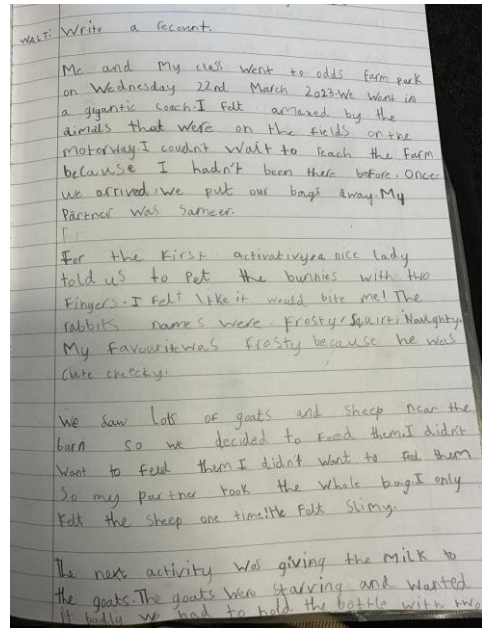 WALT: Write a recount.
Me and My class went to odds farm park
on Wednesday 22nd March 2023. We went in
a gigantic coach. I felt amazed by the
aimals that were on the fields on the
motorway. I coudn't wait to reach the farm
because I hadn't been there before. Once
we arrived, we put our bags away. My
Partner was Sameer.
For
For the first activativy, a nice lady
told us to pet the bunnies with two
fingers. I felt like it would bite me! The
rabbits names were. Frosty, Squirt, Naughty.
My favourite was Frosty because he was
cute cheeky.
We saw lots of goats and sheep near the
barn so we decided to feed them. I didn't
want to feed them I didn't want to feed them
So my partner took the whole bag. I only
felt the sheep one time! He felt slimy.
The next activity was giving the milk to
the goats. The goats were starving and wanted
it badly we had to hold the bottle with two